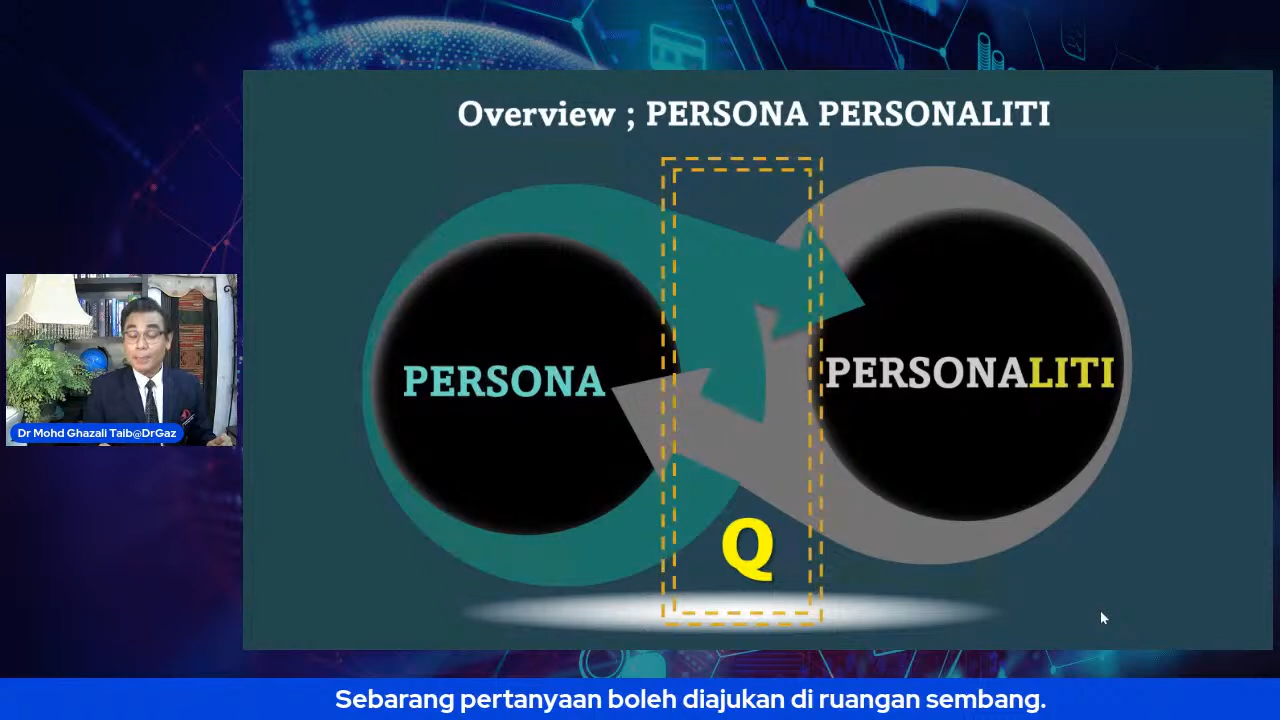 Overview ; PERSONA PERSONALITI
PERSONA
PERSONALITI
Q
Dr Mohd Ghazali Taib@DrGaz
Sebarang pertanyaan boleh diajukan di ruangan sembang.